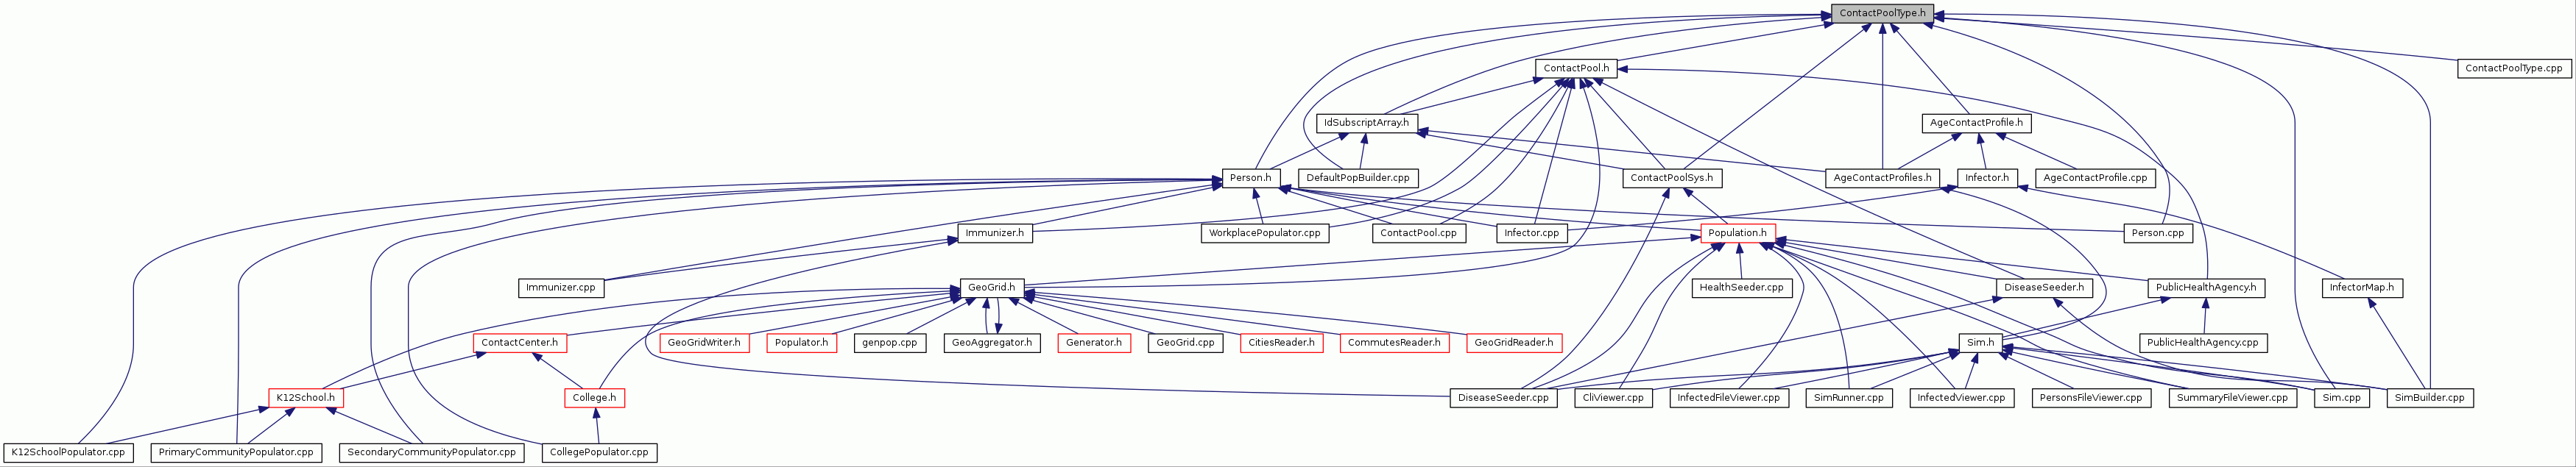 ContactPoolType.h
ContactPool.h
ContactPoolType.cpp
IdSubscriptArray.h
AgeContactProfile.h
Person.h
DefaultPopBuilder.cpp
ContactPoolSys.h
AgeContactProfiles.h
Infector.h
AgeContactProfile.cpp
Immunizer.h
WorkplacePopulator.cpp
ContactPool.cpp
Infector.cpp
Population.h
Person.cpp
Immunizer.cpp
GeoGrid.h
HealthSeeder.cpp
DiseaseSeeder.h
PublicHealthAgency.h
InfectorMap.h
ContactCenter.h
GeoGridWriter.h
Populator.h
genpop.cpp
GeoAggregator.h
Generator.h
GeoGrid.cpp
CitiesReader.h
CommutesReader.h
GeoGridReader.h
Sim.h
PublicHealthAgency.cpp
K12School.h
College.h
DiseaseSeeder.cpp
CliViewer.cpp
InfectedFileViewer.cpp
SimRunner.cpp
InfectedViewer.cpp
PersonsFileViewer.cpp
SummaryFileViewer.cpp
Sim.cpp
SimBuilder.cpp
K12SchoolPopulator.cpp
PrimaryCommunityPopulator.cpp
SecondaryCommunityPopulator.cpp
CollegePopulator.cpp